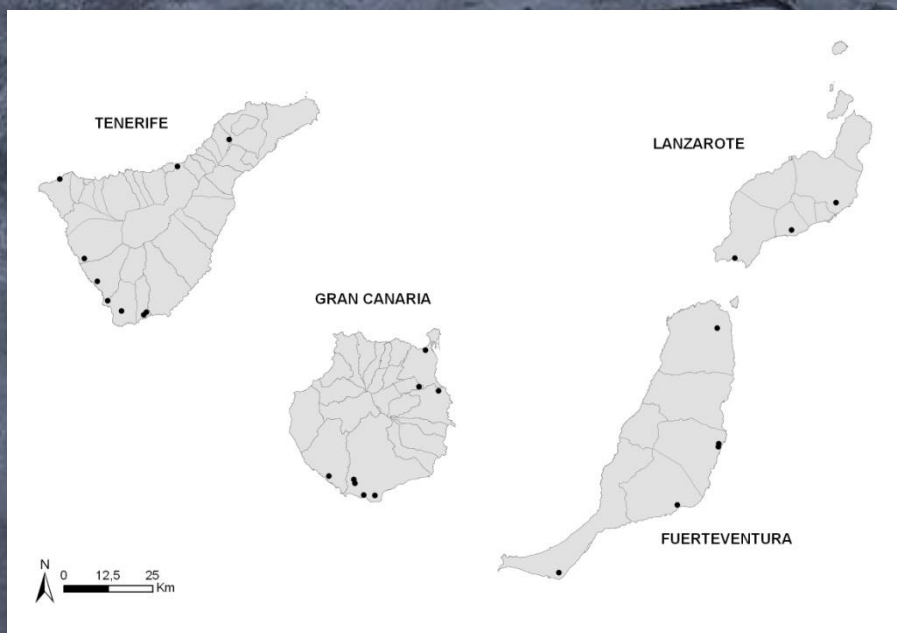 TENERIFE
LANZAROTE
GRAN CANARIA
FUERTEVENTURA
N
0 12,5 25
Km